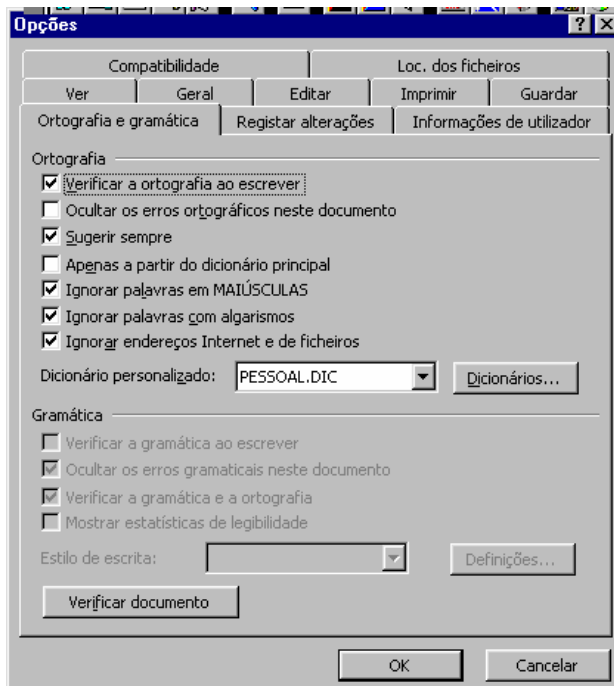 Opções
Compatibilidade Loc. dos ficheiros
Ver Geral Editar Imprimir Guardar
Ortografia e gramática Registar alterações Informações de utilizador
Ortografia
Verificar a ortografia ao escrever
Ocultar os erros ortográficos neste documento
Sugerir sempre
Apenas a partir do dicionário principal
Ignorar palavras em MAIÚSCULAS
Ignorar palavras com algarismos
Ignorar endereços Internet e de ficheiros
Dicionário personalizado: PESSOAL.DIC Dicionários...
Gramática
Verificar a gramática ao escrever
Ocultar os erros gramaticais neste documento
Verificar a gramática e a ortografia
Mostrar estatísticas de legibilidade
Estilo de escrita: Definições...
Verificar documento
OK Cancelar